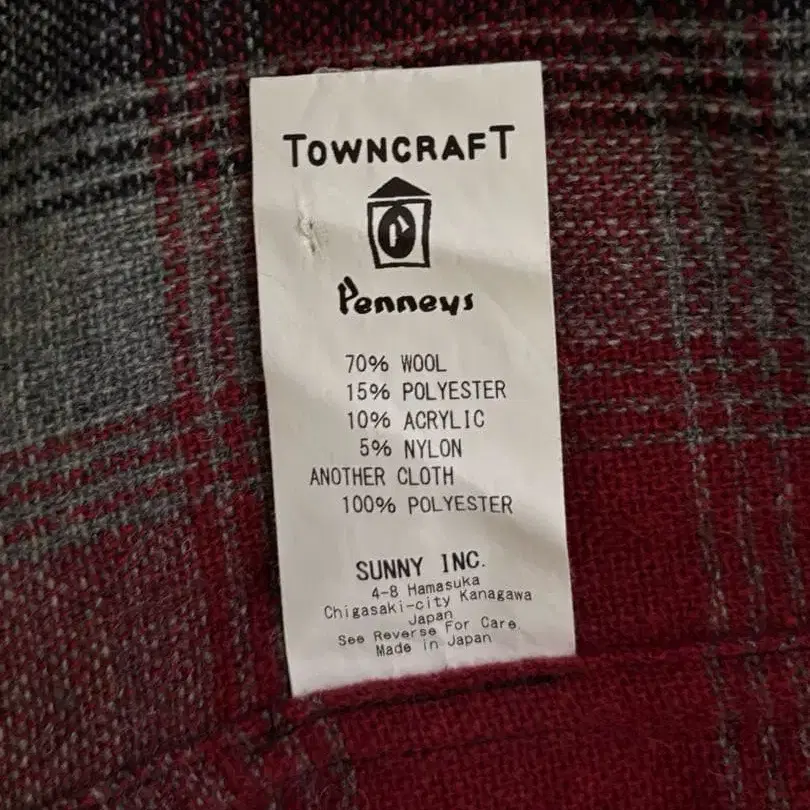 TOWNCRAFT
Penneys
70% WOOL
15% POLYESTER
10% ACRYLIC
5% NYLON
ANOTHER CLOTH
100% POLYESTER
SUNNY INC.
4-8 Hamasuka
Chigasaki-city Kanagawa
Japan
See Reverse For Care.
Made in Japan